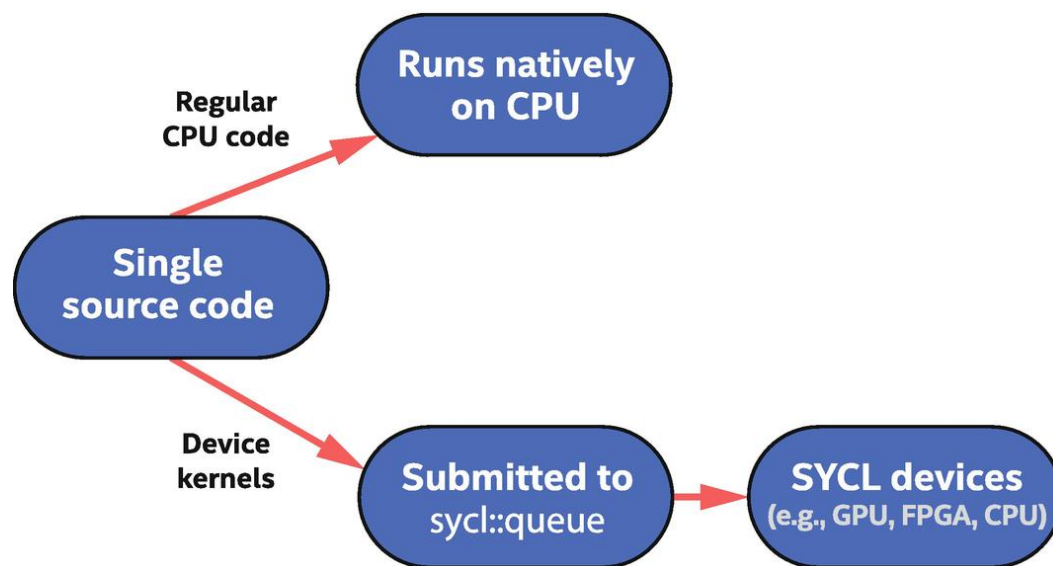 Runs natively
on CPU
Regular
CPU code
Single
source code
Device
kernels
Submitted to
sycl::queue
SYCL devices
(e.g., GPU, FPGA, CPU)